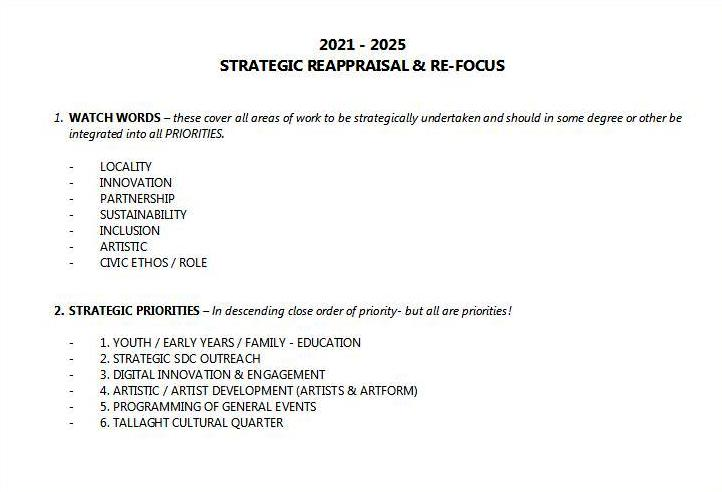 2021 - 2025
STRATEGIC REAPPRAISAL & RE-FOCUS
1. WATCH WORDS – these cover all areas of work to be strategically undertaken and should in some degree or other be
integrated into all PRIORITIES.
- LOCALITY
- INNOVATION
- PARTNERSHIP
- SUSTAINABILITY
- INCLUSION
- ARTISTIC
- CIVIC ETHOS / ROLE
2. STRATEGIC PRIORITIES – In descending close order of priority- but all are priorities!
- 1. YOUTH / EARLY YEARS / FAMILY - EDUCATION
- 2. STRATEGIC SDC OUTREACH
- 3. DIGITAL INNOVATION & ENGAGEMENT
- 4. ARTISTIC / ARTIST DEVELOPMENT (ARTISTS & ARTFORM)
- 5. PROGRAMMING OF GENERAL EVENTS
- 6. TALLAGHT CULTURAL QUARTER